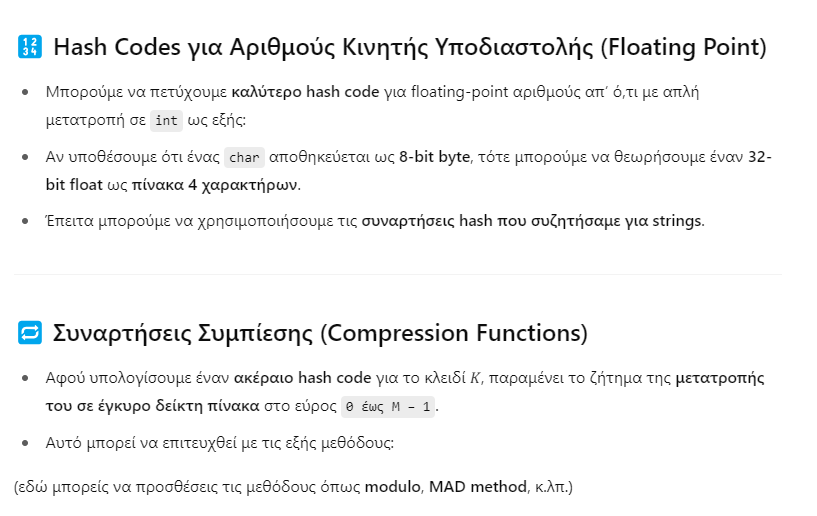 🔢 Hash Codes για Αριθμούς Κινητής Υποδιαστολής (Floating Point)
• Μπορούμε να πετύχουμε καλύτερο hash code για floating-point αριθμούς απ’ ό,τι με απλή
μετατροπή σε int ως εξής:
• Αν υποθέσουμε ότι ένας char αποθηκεύεται ως 8-bit byte, τότε μπορούμε να θεωρήσουμε έναν 32-
bit float ως πίνακα 4 χαρακτήρων.
• Έπειτα μπορούμε να χρησιμοποιήσουμε τις συναρτήσεις hash που συζητήσαμε για strings.
🔁 Συναρτήσεις Συμπίεσης (Compression Functions)
• Αφού υπολογίσουμε έναν ακέραιο hash code για το κλειδί K, παραμένει το ζήτημα της μετατροπής
του σε έγκυρο δείκτη πίνακα στο εύρος 0 έως M – 1.
• Αυτό μπορεί να επιτευχθεί με τις εξής μεθόδους:
(εδώ μπορείς να προσθέσεις τις μεθόδους όπως modulo, MAD method, κ.λπ.)